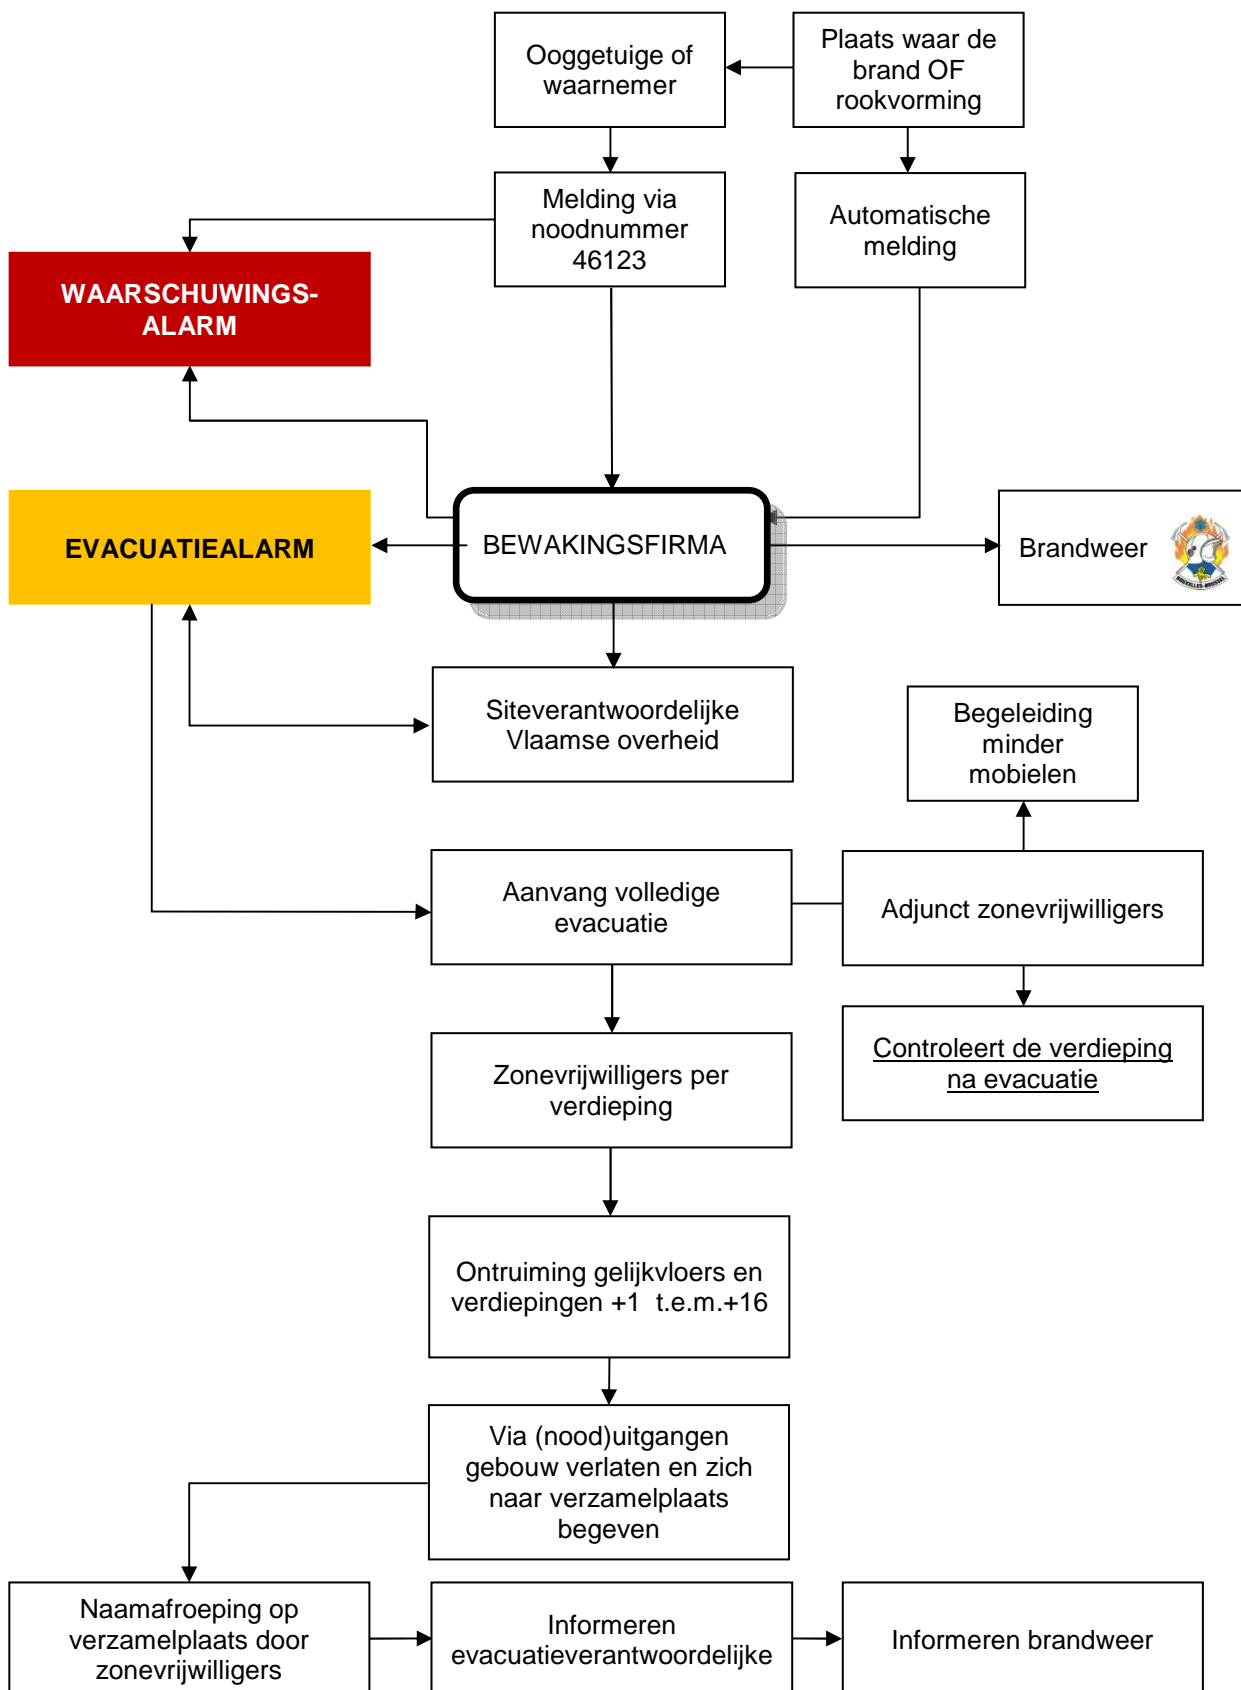 Ooggetuige of
waarnemer
Plaats waar de
brand OF
rookvorming
Melding via
noodnummer
46123
Automatische
melding
WAARSCHUWINGS-
ALARM
EVACUATIEALARM
BEWAKINGSFIRMA
Brandweer
BRUXELLES-BRUSSEL
Siteverantwoordelijke
Vlaamse overheid
Begeleiding
minder
mobielen
Aanvang volledige
evacuatie
Adjunct zonevrijwilligers
Zonevrijwilligers per
verdieping
Controleert de verdieping
na evacuatie
Ontruiming gelijkvloers en
verdiepingen +1 t.e.m.+16
Via (nood)uitgangen
gebouw verlaten en zich
naar verzamelplaats
begeven
Naamafroeping op
verzamelplaats door
zonevrijwilligers
Informeren
evacuatieverantwoordelijke
Informeren brandweer